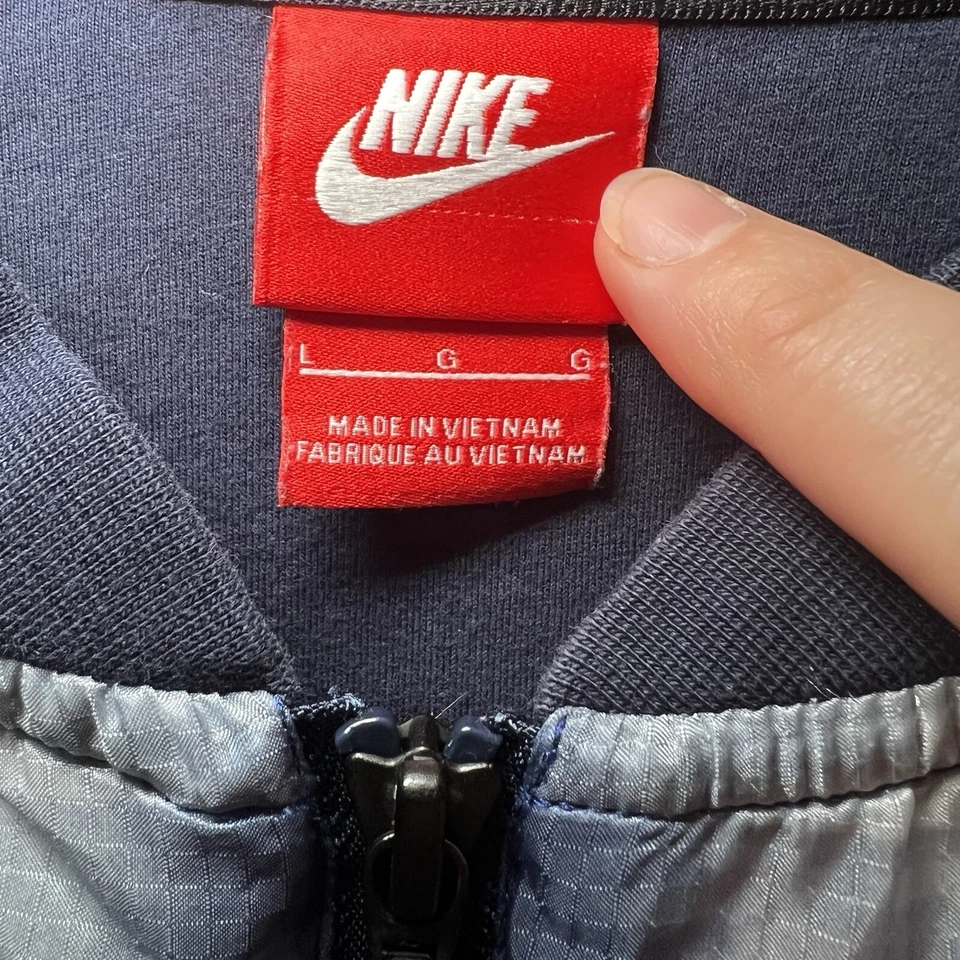 NIKE
L G G
MADE IN VIETNAM
FABRIQUE AU VIETNAM